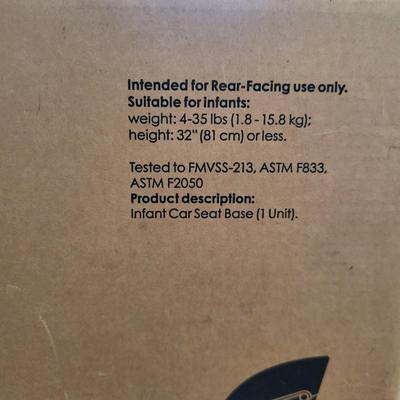 Intended for Rear-Facing use only.
Suitable for infants:
weight: 4-35 lbs (1.8 - 15.8 kg);
height: 32" (81 cm) or less.
Tested to FMVSS-213, ASTM F833,
ASTM F2050
Product description:
Infant Car Seat Base (1 Unit).